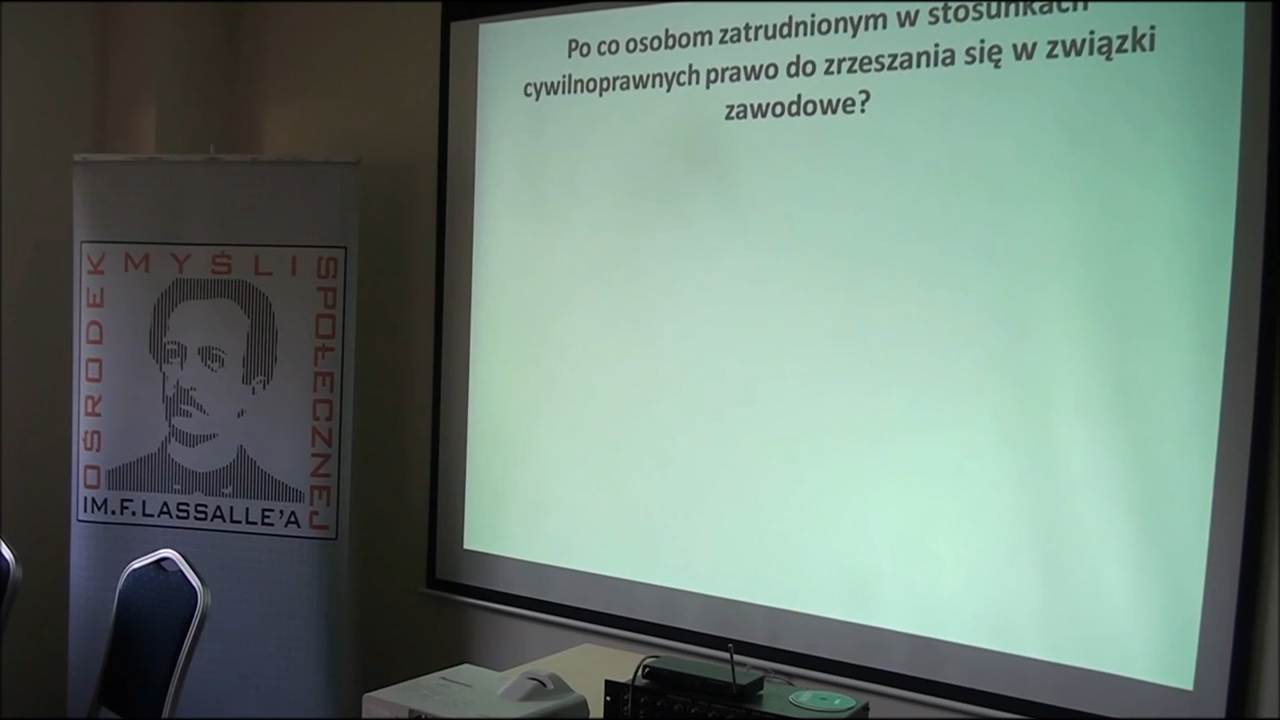 Po co osobom zatrudnionym w stosunkach
cywilnoprawnych prawo do zrzeszania się w związki
zawodowe?
OŚRODEK MYŚLI SPOŁECZNEJ
IM.F.LASSALLE'A